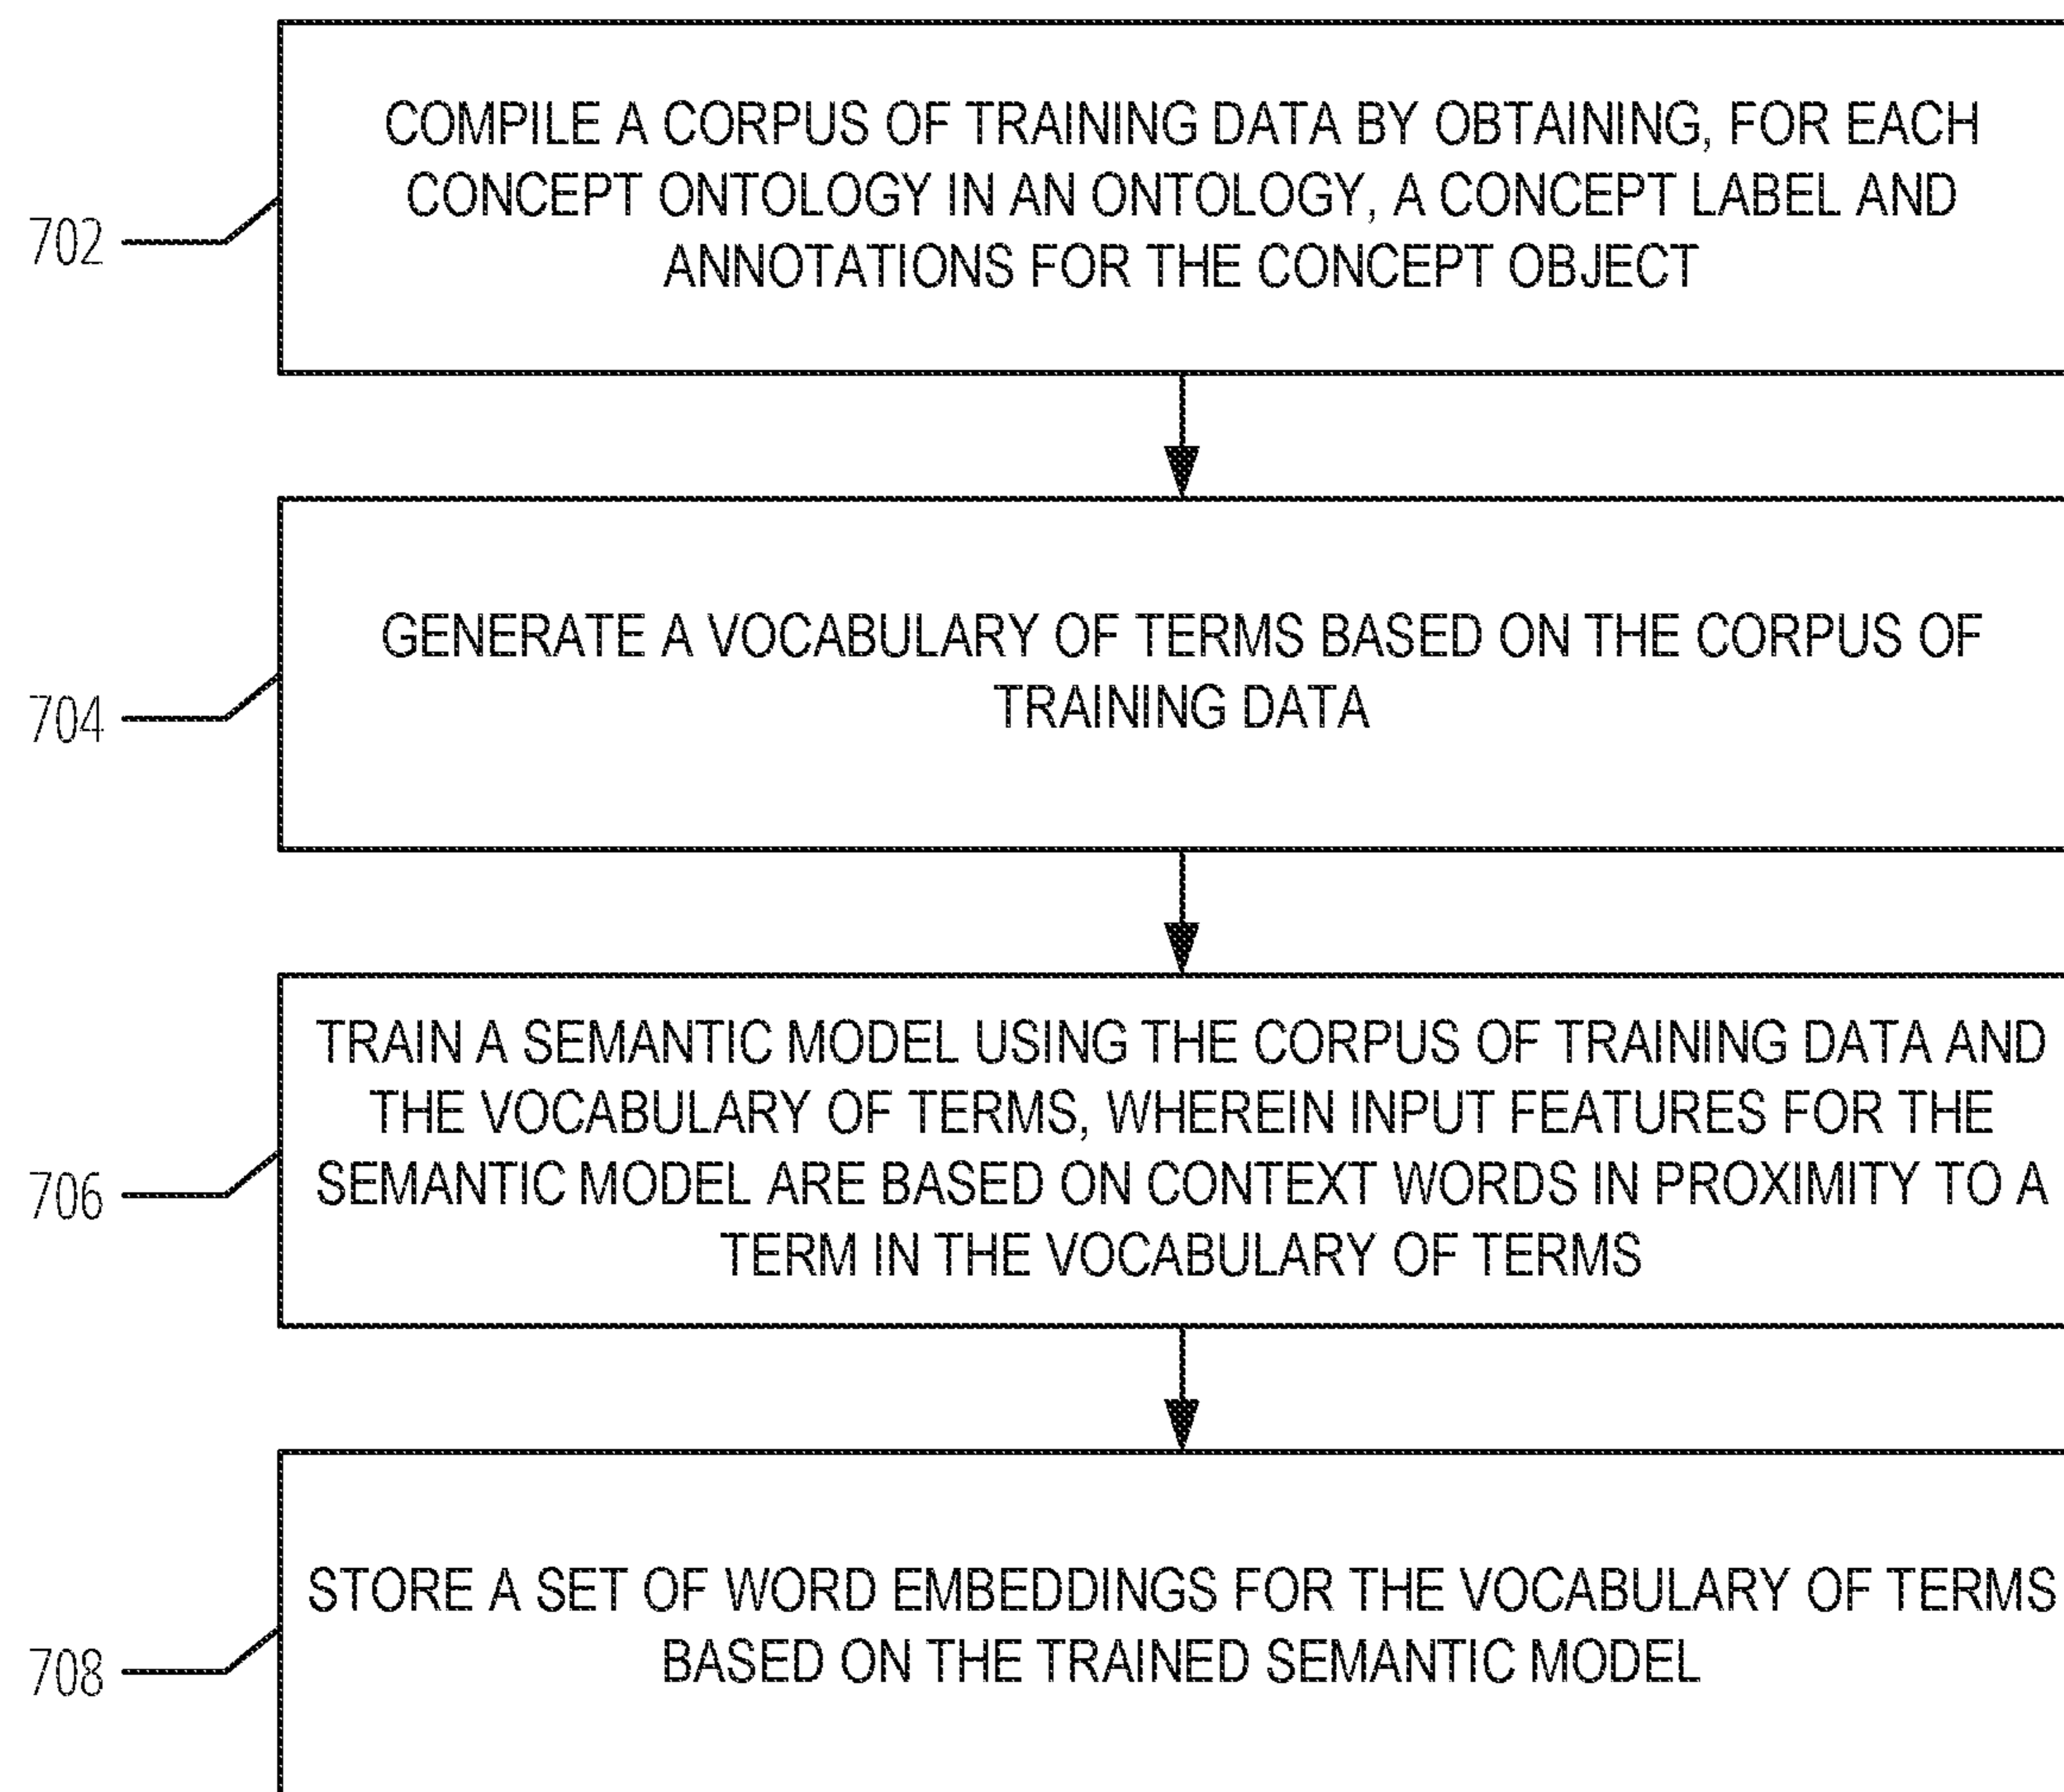 COMPILE A CORPUS OF TRAINING DATA BY OBTAINING, FOR EACH
CONCEPT ONTOLOGY IN AN ONTOLOGY, A CONCEPT LABEL AND
ANNOTATIONS FOR THE CONCEPT OBJECT
702
GENERATE A VOCABULARY OF TERMS BASED ON THE CORPUS OF
TRAINING DATA
704
TRAIN A SEMANTIC MODEL USING THE CORPUS OF TRAINING DATA AND
THE VOCABULARY OF TERMS, WHEREIN INPUT FEATURES FOR THE
SEMANTIC MODEL ARE BASED ON CONTEXT WORDS IN PROXIMITY TO A
TERM IN THE VOCABULARY OF TERMS
706
STORE A SET OF WORD EMBEDDINGS FOR THE VOCABULARY OF TERMS
BASED ON THE TRAINED SEMANTIC MODEL
708